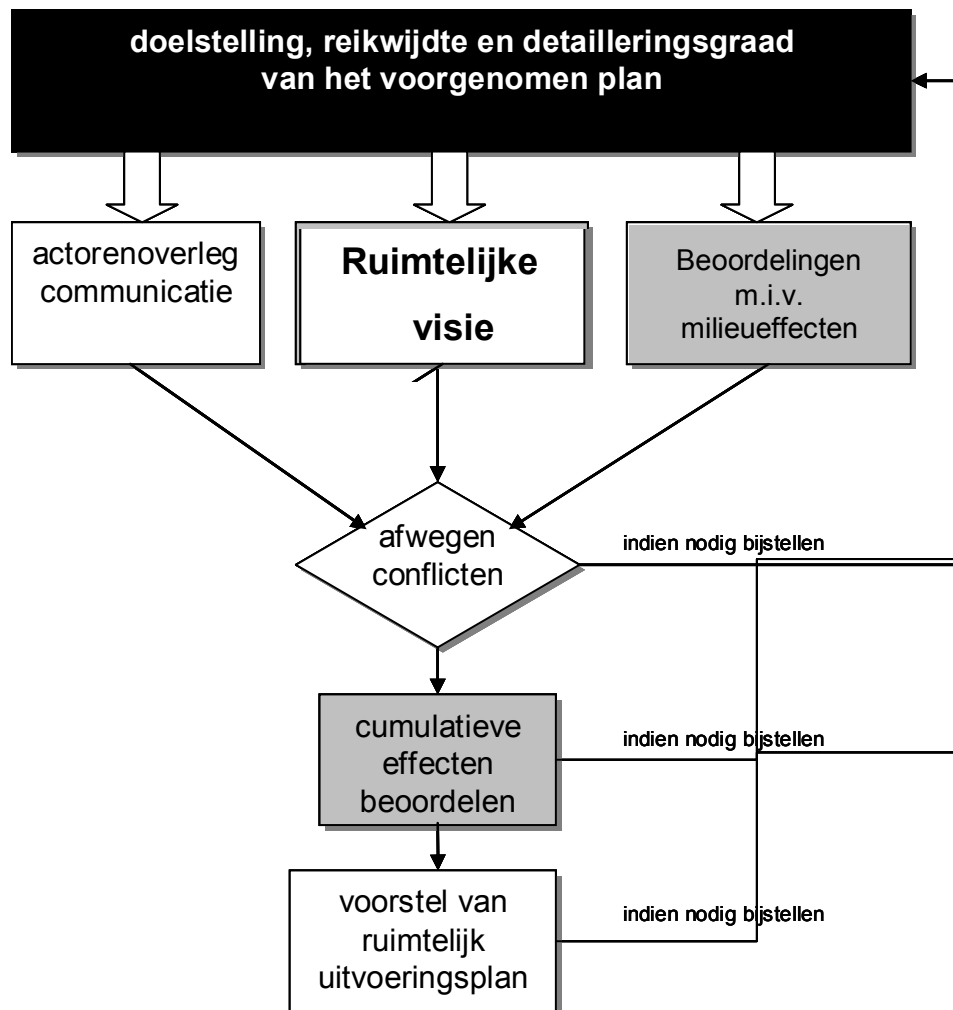 doelstelling, reikwijdte en detailleringsgraad
van het voorgenomen plan
actorenoverleg
communicatie
Ruimtelijke
visie
Beoordelingen
m.i.v.
milieueffecten
afwegen
conflicten
indien nodig bijstellen
cumulatieve
effecten
beoordelen
indien nodig bijstellen
voorstel van
ruimtelijk
uitvoeringsplan
indien nodig bijstellen